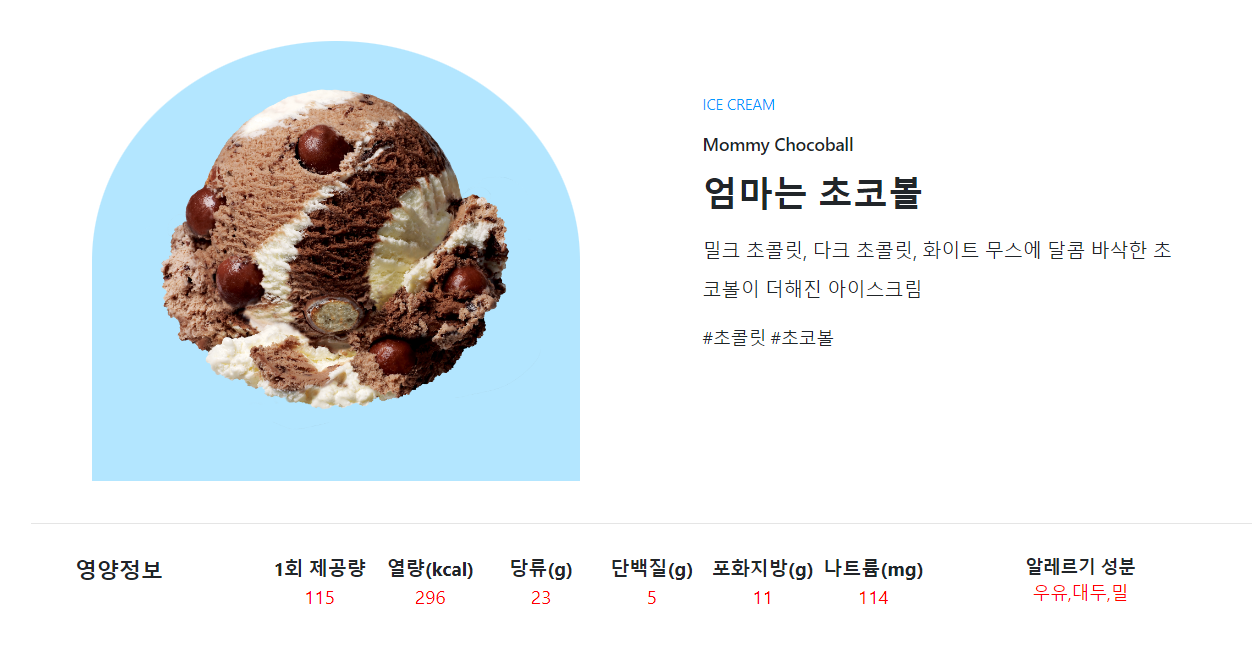 ICE CREAM
Mommy Chocoball
엄마는 초코볼
밀크 초콜릿, 다크 초콜릿, 화이트 무스에 달콤 바삭한 초
코볼이 더해진 아이스크림
#초콜릿 #초코볼
영양정보
1회 제공량 열량(kcal) 당류(g) 단백질(g) 포화지방(g) 나트륨(mg) 알레르기 성분
115 296 23 5 11 114 우유,대두,밀